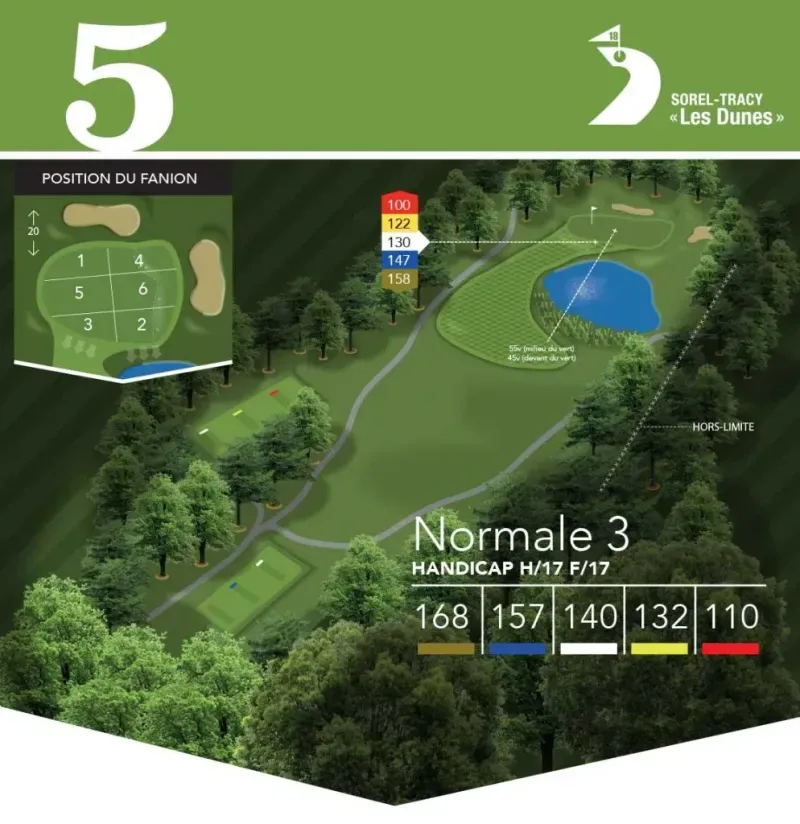 5
18
SOREL-TRACY
« Les Dunes »
POSITION DU FANION
20
1 4
5 6
3 2
100
122
130
147
158
55v (milieu du vert)
45v (devant du vert)
HORS-LIMITE
Normale 3
HANDICAP H/17 F/17
168 157 140 132 110